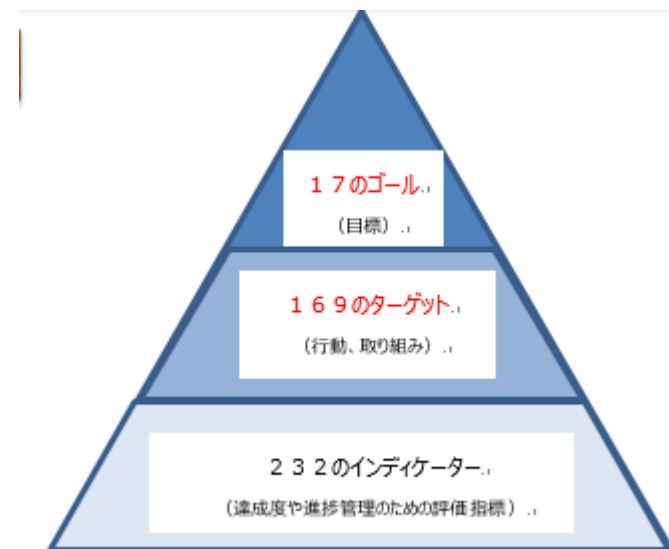 １７のゴール
（目標）
１６９のターゲット
（行動、取り組み）
２３２のインディケーター
（達成度や進捗管理のための評価指標）